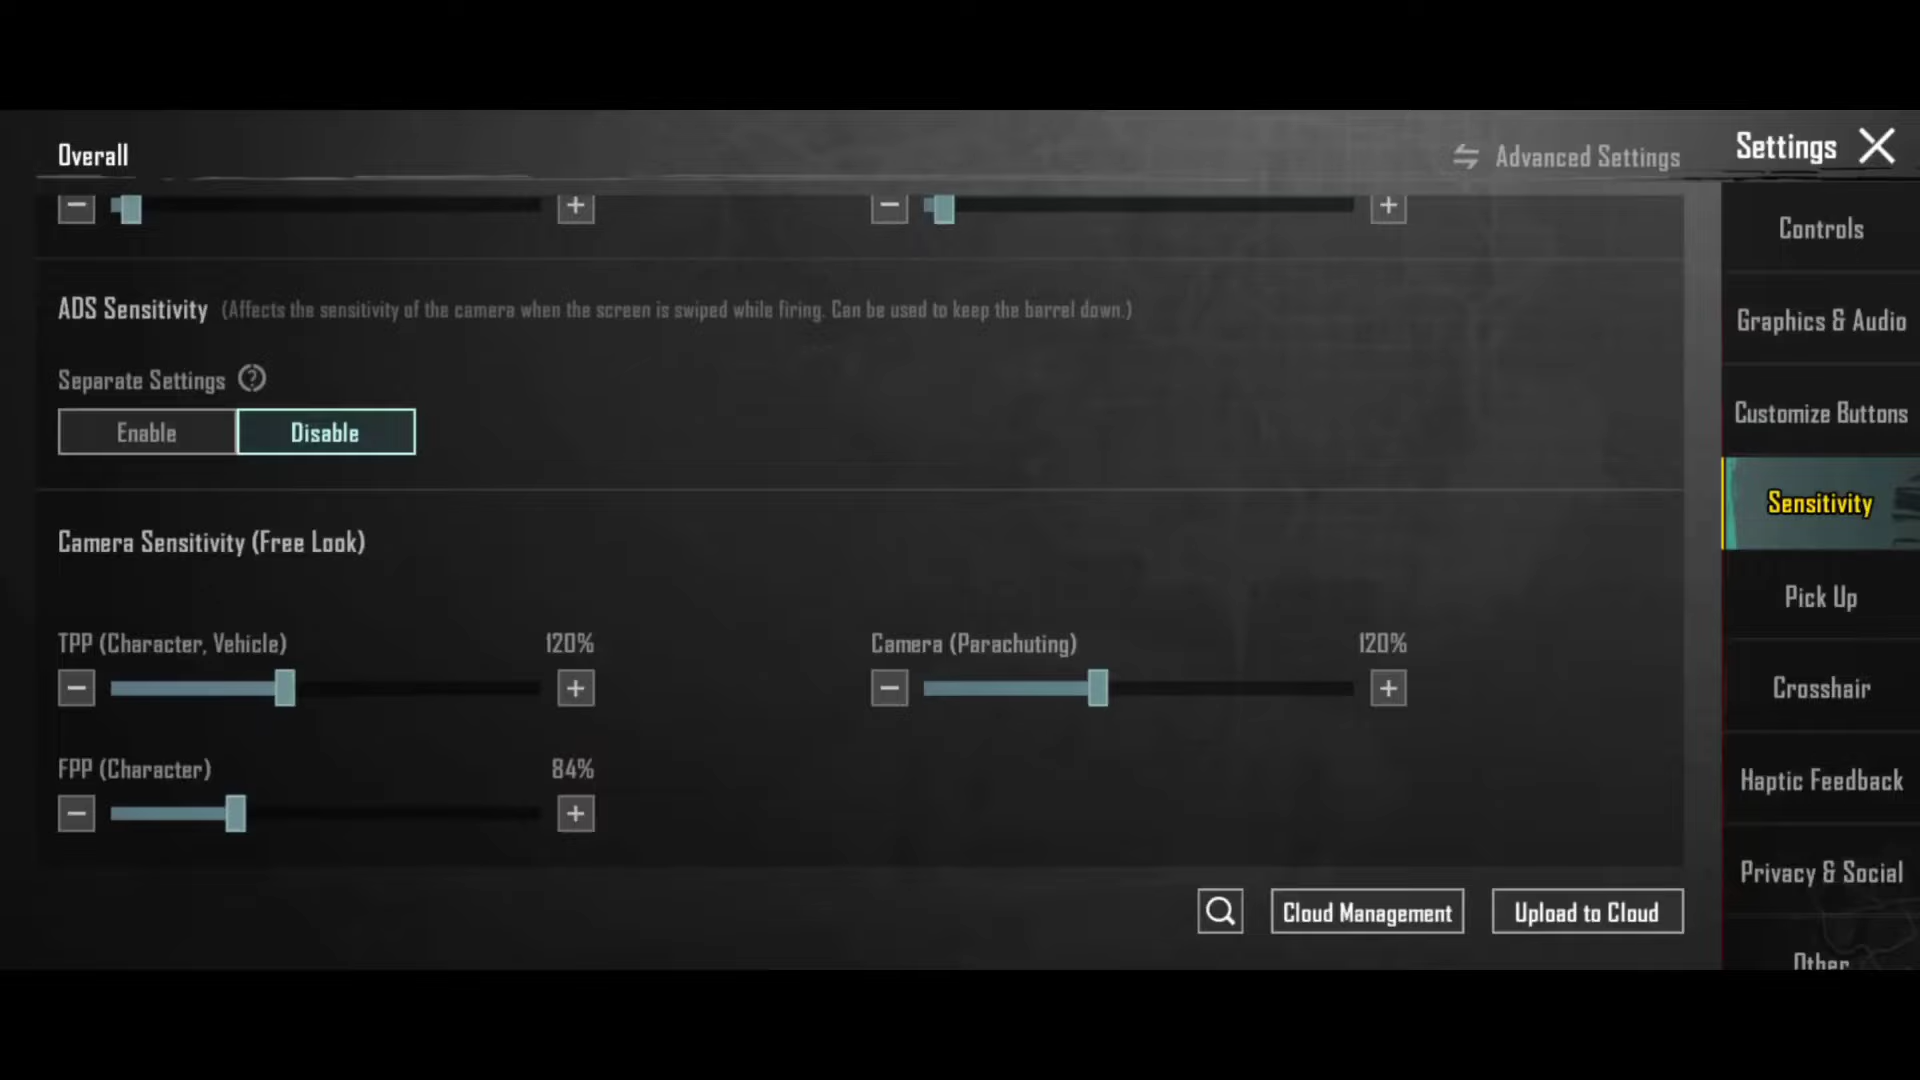 Overall
Advanced Settings
Settings
ADS Sensitivity (Affects the sensitivity of the camera when the screen is swiped while firing. Can be used to keep the barrel down.)
Separate Settings
Enable
Disable
Camera Sensitivity (Free Look)
TPP (Character, Vehicle) 120%
Camera (Parachuting) 120%
FPP (Character) 84%
Cloud Management
Upload to Cloud
Controls
Graphics & Audio
Customize Buttons
Sensitivity
Pick Up
Crosshair
Haptic Feedback
Privacy & Social
Other